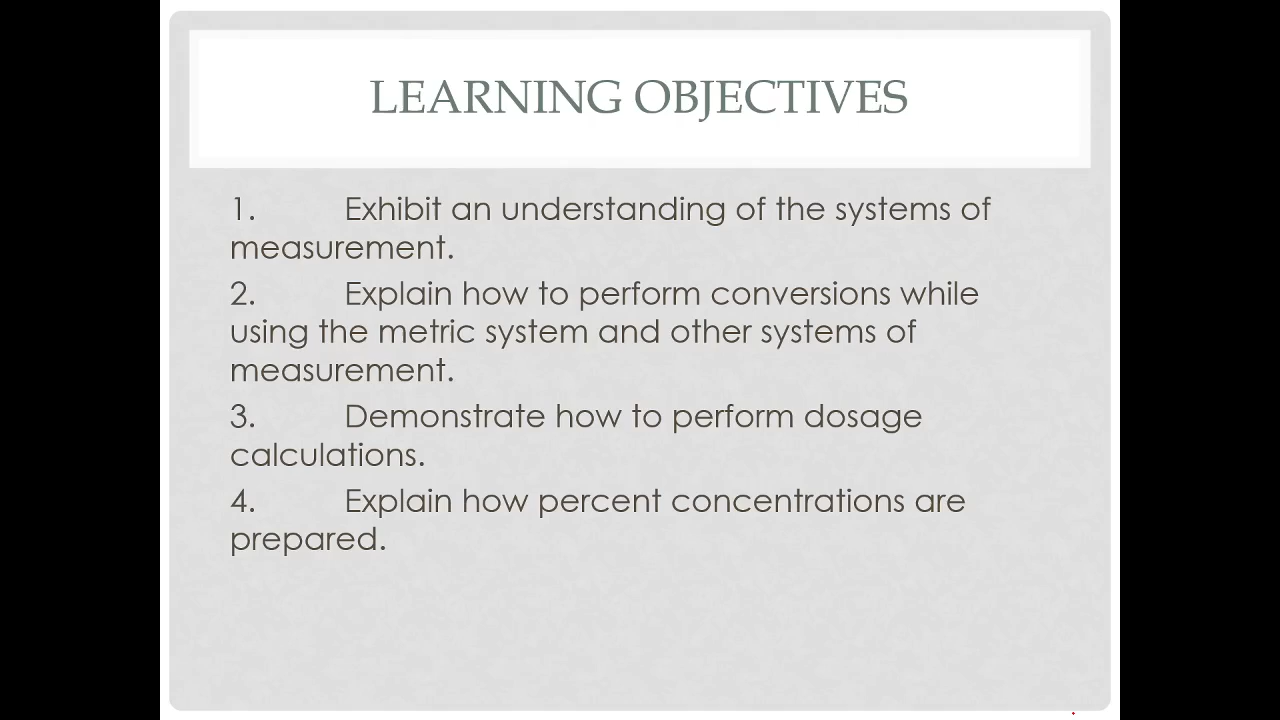 LEARNING OBJECTIVES
1. Exhibit an understanding of the systems of
measurement.
2. Explain how to perform conversions while
using the metric system and other systems of
measurement.
3. Demonstrate how to perform dosage
calculations.
4. Explain how percent concentrations are
prepared.